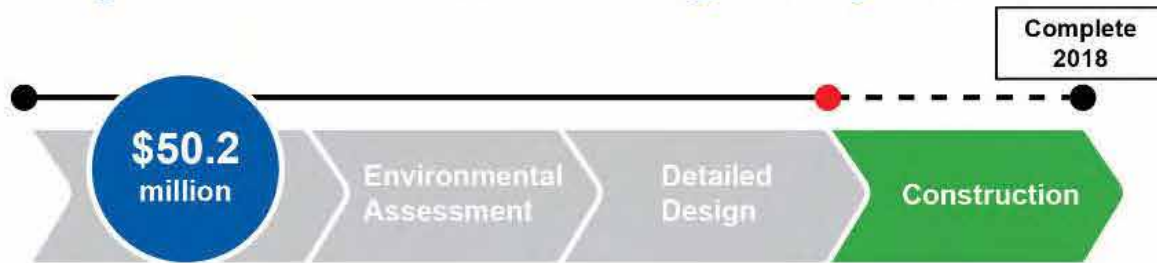 Complete
2018
$50.2
million
Environmental
Assessment
Detailed
Design
Construction